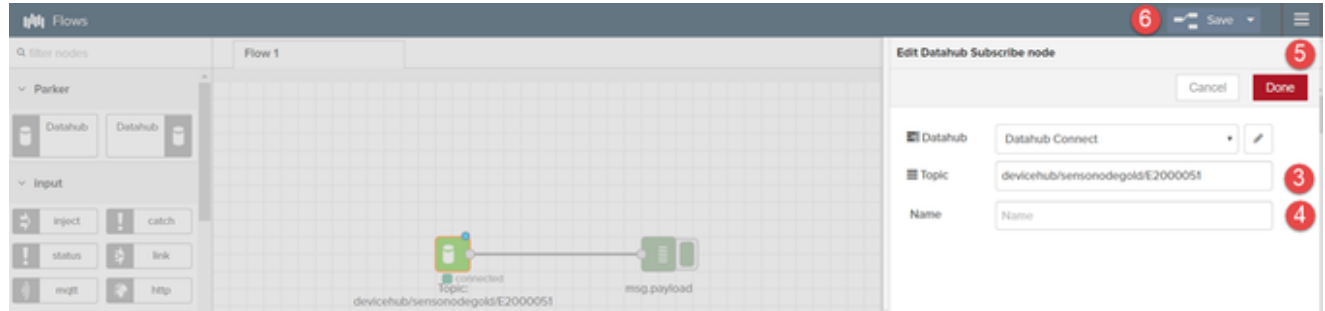 Flows
6
Save
filter nodes
Flow 1
Edit Datahub Subscribe node
5
Parker
Cancel
Done
Datahub
Datahub
Datahub
Datahub Connect
Input
Topic
devicehub/sensonodegold/E2000051
3
inject
catch
Name
Name
4
status
link
connected
mqtt
http
Topic:
msg.payload
devicehub/sensonodegold/E2000051